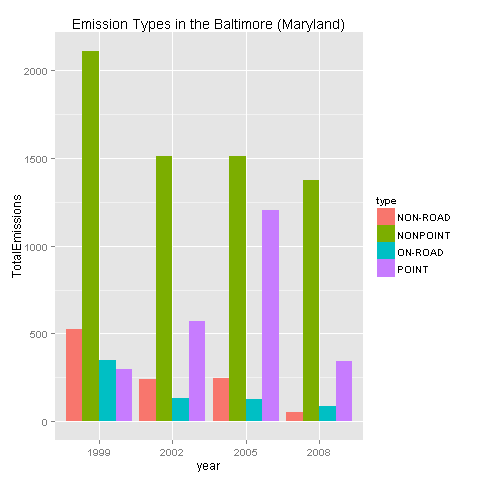 Emission Types in the Baltimore (Maryland)
TotalEmissions
2000
1500
1000
500
0
1999
2002
2005
2008
year
type
NON-ROAD
NONPOINT
ON-ROAD
POINT